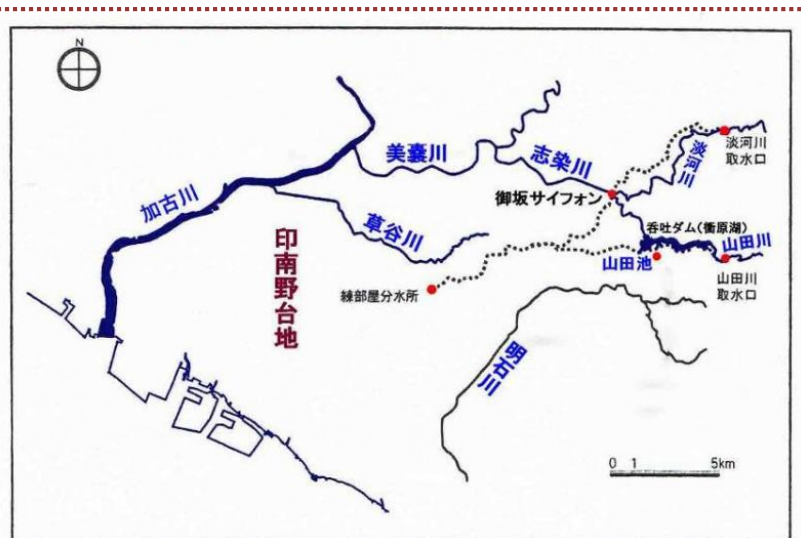 N
淡河川
取水口
美嚢川
志染川
淡河川
御坂サイフォン
加古川
草谷川
呑吐ダム(衝原湖)
山田川
山田池
山田川
取水口
印南野台地
練部屋分水所
明石川
0 1 5km